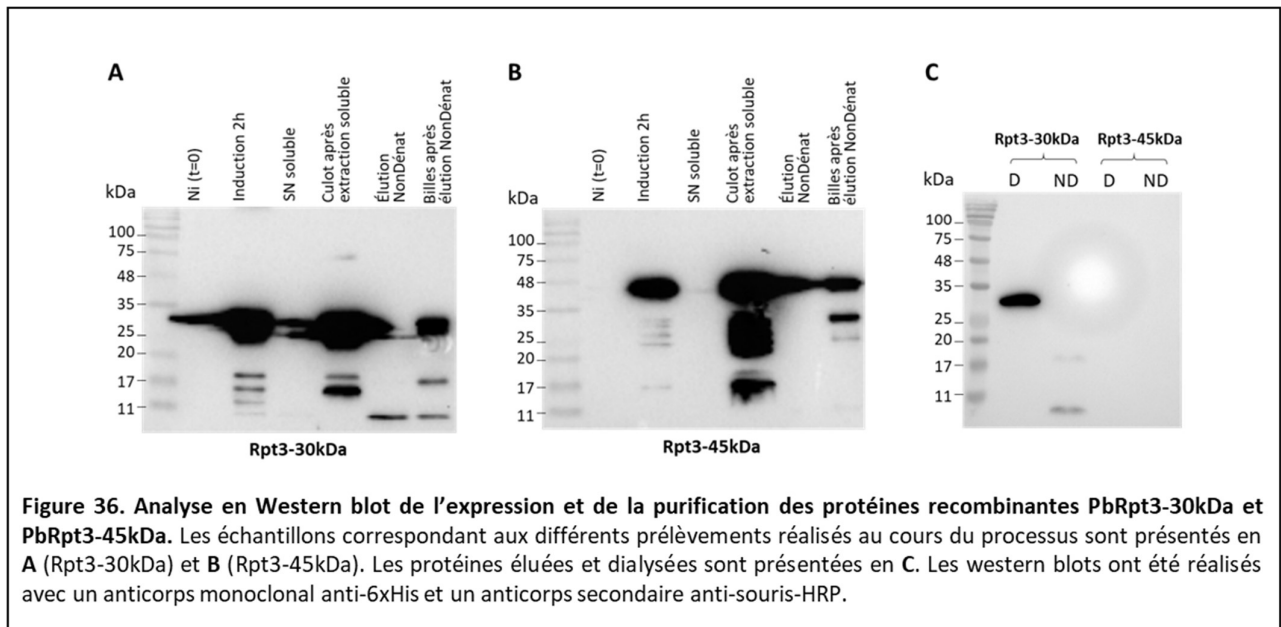 A
Ni (t=0)
Induction 2h
SN soluble
Culot après
extraction soluble
Élution
NonDénat
Billes après
élution NonDénat
kDa
100
75
48
35
25
20
17
11
Rpt3-30kDa
B
Ni (t=0)
Induction 2h
SN soluble
Culot après
extraction soluble
Élution
NonDénat
Billes après
élution NonDénat
kDa
100
75
48
35
25
20
17
11
Rpt3-45kDa
C
Rpt3-30kDa Rpt3-45kDa
kDa D ND D ND
100
75
48
35
25
20
17
11
Figure 36. Analyse en Western blot de l'expression et de la purification des protéines recombinantes PbRpt3-30kDa et
PbRpt3-45kDa. Les échantillons correspondant aux différents prélèvements réalisés au cours du processus sont présentés en
A (Rpt3-30kDa) et B (Rpt3-45kDa). Les protéines éluées et dialysées sont présentées en C. Les western blots ont été réalisés
avec un anticorps monoclonal anti-6xHis et un anticorps secondaire anti-souris-HRP.